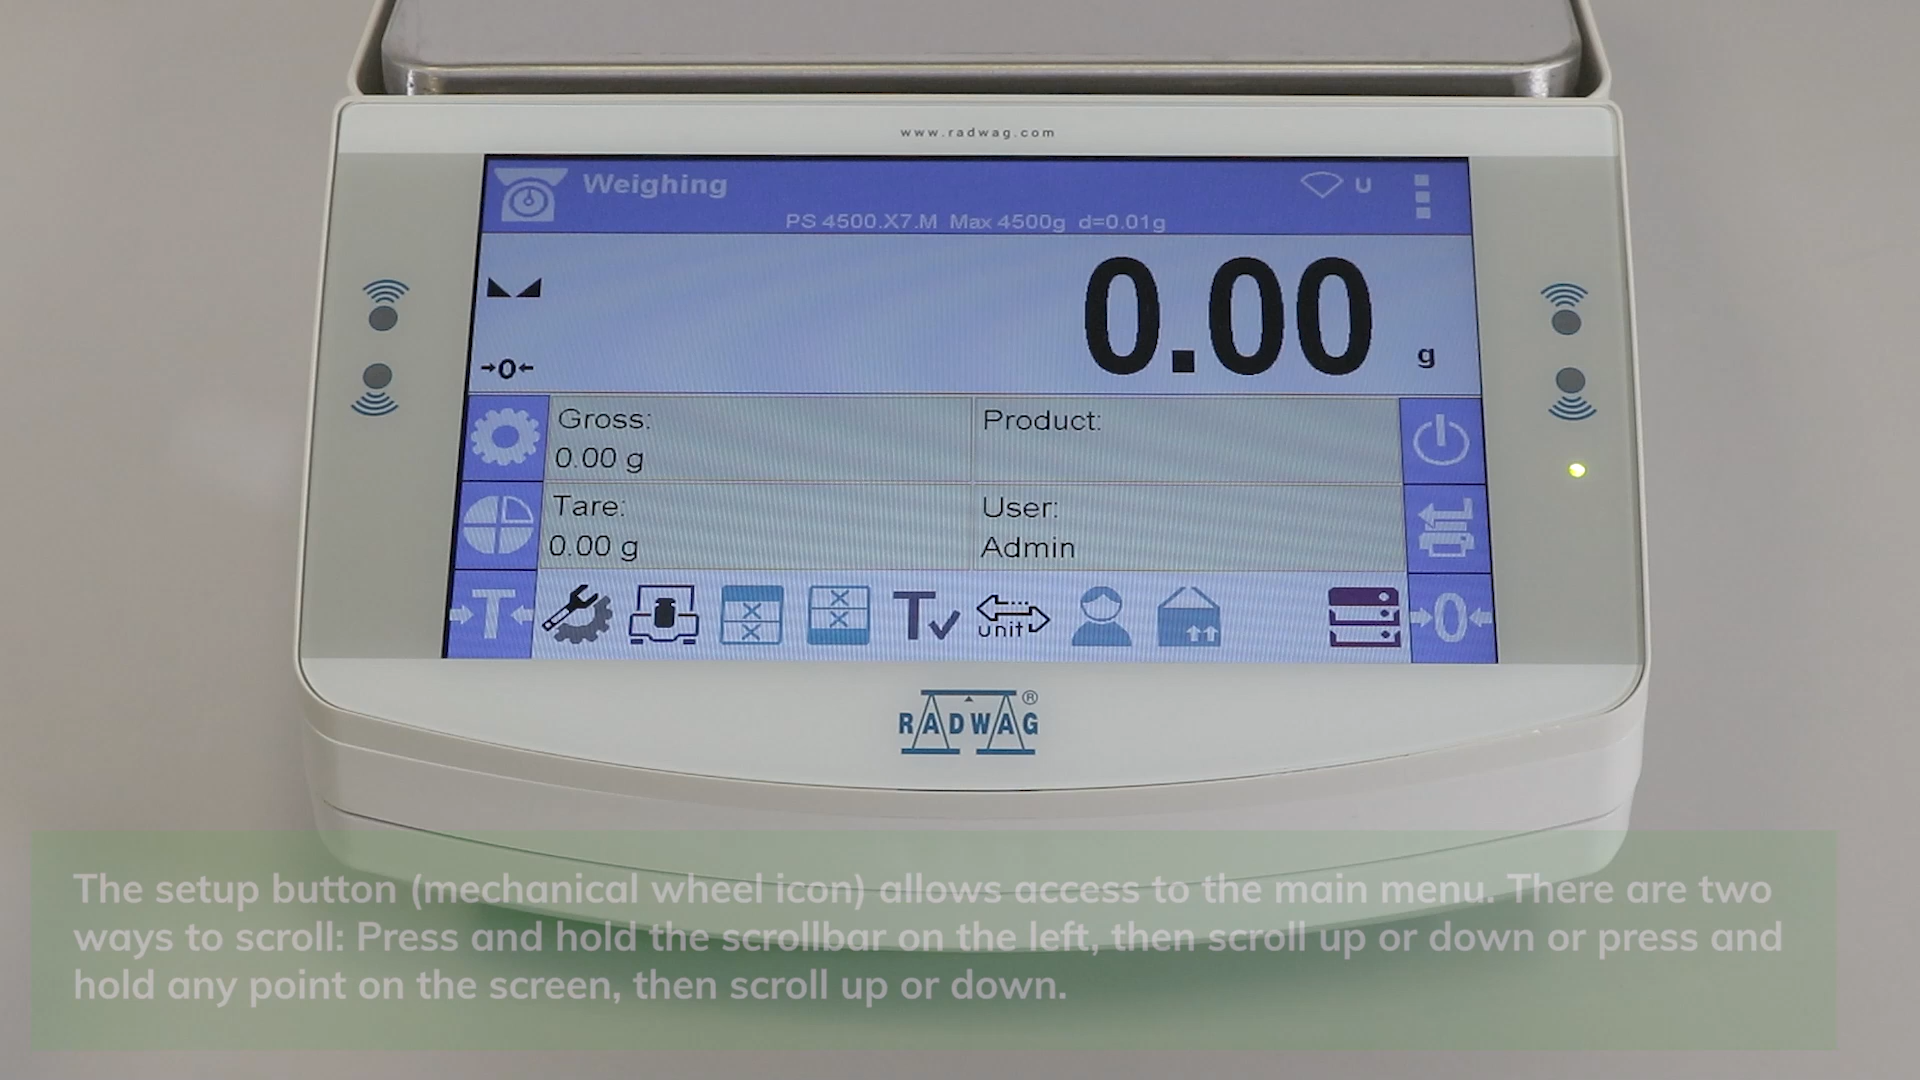 www.radwag.com
Weighing
U
PS 4500.X7.M Max 4500g d=0.01g
0.00 g
→0←
Gross:
0.00 g
Product:
Tare:
0.00 g
User:
Admin
→T←
T
unit
→0←
RADWAG®
The setup button (mechanical wheel icon) allows access to the main menu. There are two
ways to scroll: Press and hold the scrollbar on the left, then scroll up or down or press and
hold any point on the screen, then scroll up or down.